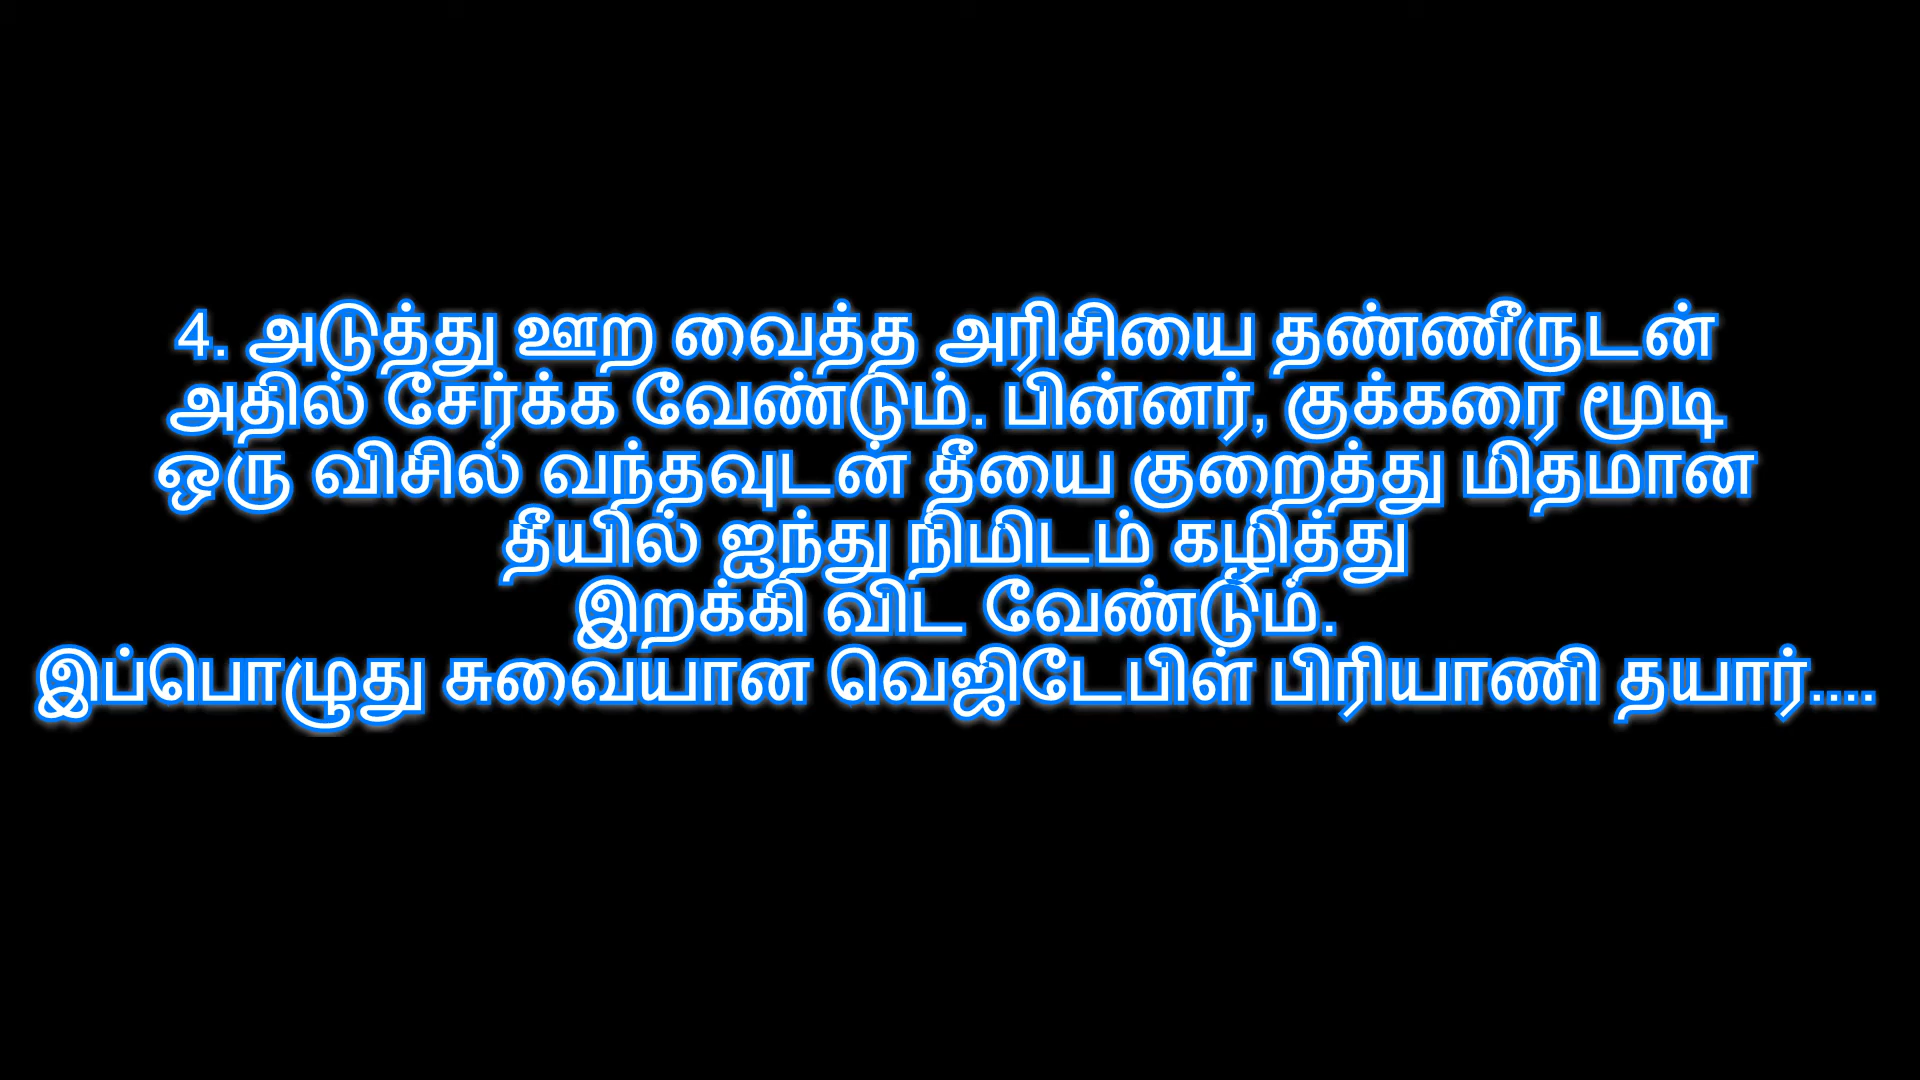 4. அடுத்து ஊற வைத்த அரிசியை தண்ணீருடன்
அதில் சேர்க்க வேண்டும். பின்னர், குக்கரை மூடி
ஒரு விசில் வந்தவுடன் தீயை குறைத்து மிதமான
தீயில் ஐந்து நிமிடம் கழித்து
இறக்கி விட வேண்டும்.
இப்பொழுது சுவையான வெஜிடேபிள் பிரியாணி தயார்....